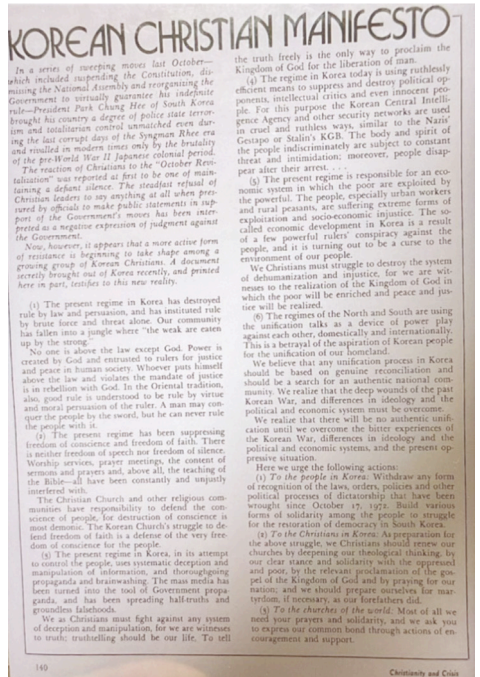 KOREAN CHRISTIAN MANIFESTO
In a series of sweeping moves last October—
which included suspending the Constitution, dis-
missing the National Assembly and reorganizing the
Government to virtually guarantee his indefinite
rule—President Park Chung Hee of South Korea
brought his country a degree of police state terror-
ism and totalitarian control unmatched even dur-
ing the last corrupt days of the Syngman Rhee era
and rivalled in modern times only by the brutality
of the pre-World War II Japanese colonial period.
The reaction of Christians to the "October Revi-
talisation" was reported at first to be one of main-
taining a defiant silence. The steadfast refusal of
Christian leaders to say anything at all when pres-
sured by officials to make public statements in sup-
port of the Government's moves has been inter-
preted as a negative expression of judgment against
the Government.
Now, however, it appears that a more active form
of resistance is beginning to take shape among a
growing group of Korean Christians. A document
secretly brought out of Korea recently, and printed
here in part, testifies to this new reality.
(1) The present regime in Korea has destroyed
rule by law and persuasion, and has instituted rule
by brute force and threat alone. Our community
has fallen into a jungle where "the weak are eaten
up by the strong."
No one is above the law except God. Power is
created by God and entrusted to rulers for justice
and peace in human society. Whoever puts himself
above the law and violates the mandate of justice
is in rebellion with God. In the Oriental tradition,
also, good rule is understood to be rule by virtue
and moral persuasion of the ruler. A man may con-
quer the people by the sword, but he can never rule
the people with it.
(2) The present regime has been suppressing
freedom of conscience and freedom of faith. There
is neither freedom of speech nor freedom of silence.
Worship services, prayer meetings, the content of
sermons and prayers and, above all, the teaching of
the Bible—all have been constantly and unjustly
interfered with.
The Christian Church and other religious com-
munities have responsibility to defend the con-
science of people, for destruction of conscience is
most demonic. The Korean Church's struggle to de-
fend freedom of faith is a defense of the very free-
dom of conscience for the people.
(3) The present regime in Korea, in its attempt
to control the people, uses systematic deception and
manipulation of information, and thoroughgoing
propaganda and brainwashing. The mass media has
been turned into the tool of Government propa-
ganda, and has been spreading half-truths and
groundless falsehoods.
We as Christians must fight against any system
of deception and manipulation, for we are witnesses
to truth; truthtelling should be our life. To tell
the truth freely is the only way to proclaim the
Kingdom of God for the liberation of man.
(4) The regime in Korea today is using ruthlessly
efficient means to suppress and destroy political op-
ponents, intellectual critics and even innocent peo-
ple. For this purpose the Korean Central Intelli-
gence Agency and other security networks are used
in cruel and ruthless ways, similar to the Nazis'
Gestapo or Stalin's KGB. The body and spirit of
the people indiscriminately are subject to constant
threat and intimidation; moreover, people disap-
pear after their arrest. . . .
(5) The present regime is responsible for an eco-
nomic system in which the poor are exploited by
the powerful. The people, especially urban workers
and rural peasants, are suffering extreme forms of
exploitation and socio-economic injustice. The so-
called economic development in Korea is a result
of a few powerful rulers' conspiracy against the
people, and it is turning out to be a curse to the
environment of our people.
We Christians must struggle to destroy the system
of dehumanization and injustice, for we are wit-
nesses to the realization of the Kingdom of God in
which the poor will be enriched and peace and jus-
tice will be realized.
(6) The regimes of the North and South are using
the unification talks as a device of power play
against each other, domestically and internationally.
This is a betrayal of the aspiration of Korean people
for the unification of our homeland.
We believe that any unification process in Korea
should be based on genuine reconciliation and
should be a search for an authentic national com-
munity. We realize that the deep wounds of the past
Korean War, and differences in ideology and the
political and economic system must be overcome.
We realize that there will be no authentic unifi-
cation until we overcome the bitter experiences of
the Korean War, differences in ideology and the
political and economic systems, and the present op-
pressive situation.
Here we urge the following actions:
(1) To the people in Korea: Withdraw any form
of recognition of the laws, orders, policies and other
political processes of dictatorship that have been
wrought since October 17, 1972. Build various
forms of solidarity among the people to struggle
for the restoration of democracy in South Korea.
(2) To the Christians in Korea: As preparation for
the above struggle, we Christians should renew our
churches by deepening our theological thinking, by
our clear stance and solidarity with the oppressed
and poor, by the relevant proclamation of the gos-
pel of the Kingdom of God and by praying for our
nation; and we should prepare ourselves for mar-
tyrdom, if necessary, as our forefathers did.
(3) To the churches of the world: Most of all we
need your prayers and solidarity, and we ask you
to express our common bond through actions of en-
couragement and support.
140
Christianity and Crisis